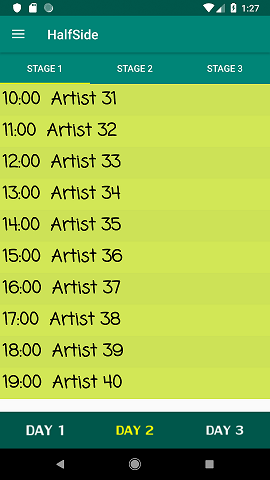 1:27
HalfSide
STAGE 1 STAGE 2 STAGE 3
10:00 Artist 31
11:00 Artist 32
12:00 Artist 33
13:00 Artist 34
14:00 Artist 35
15:00 Artist 36
16:00 Artist 37
17:00 Artist 38
18:00 Artist 39
19:00 Artist 40
DAY 1 DAY 2 DAY 3